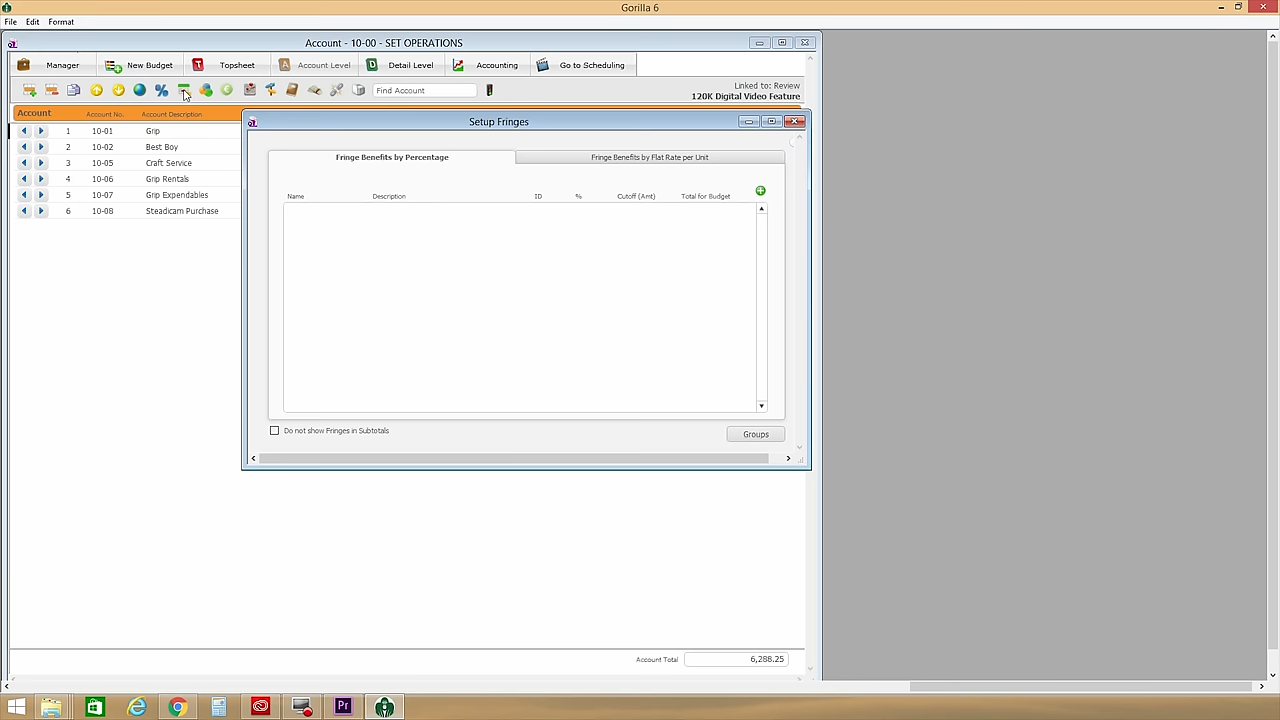 Gorilla 6
File Edit Format
Account - 10-00 - SET OPERATIONS
Manager New Budget Topsheet Account Level Detail Level Accounting Go to Scheduling
Find Account
Linked to: Review
120K Digital Video Feature
Account Account No. Account Description
1 10-01 Grip
2 10-02 Best Boy
3 10-05 Craft Service
4 10-06 Grip Rentals
5 10-07 Grip Expendables
6 10-08 Steadicam Purchase
Setup Fringes
Fringe Benefits by Percentage Fringe Benefits by Flat Rate per Unit
Name Description ID % Cutoff (Amt) Total for Budget
Do not show Fringes in Subtotals
Groups
Account Total 6,288.25
Pr